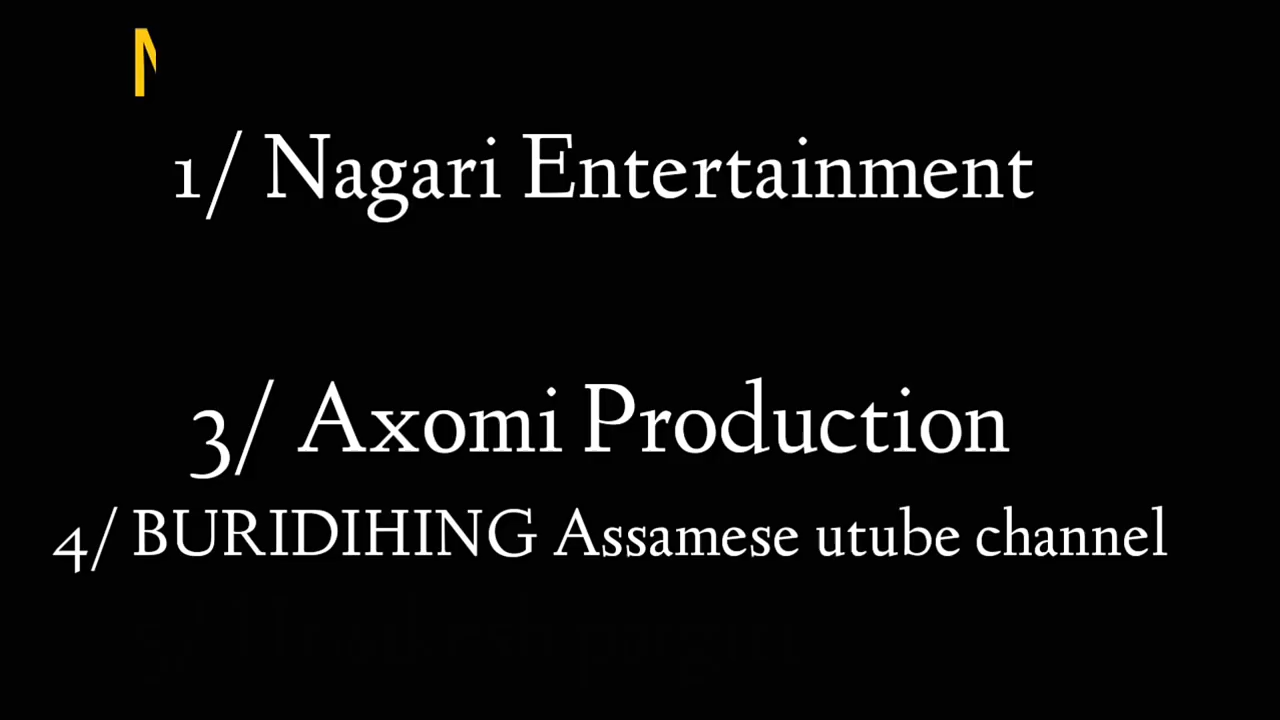 1/ Nagari Entertainment
3/ Axomi Production
4/ BURIDIHING Assamese utube channel